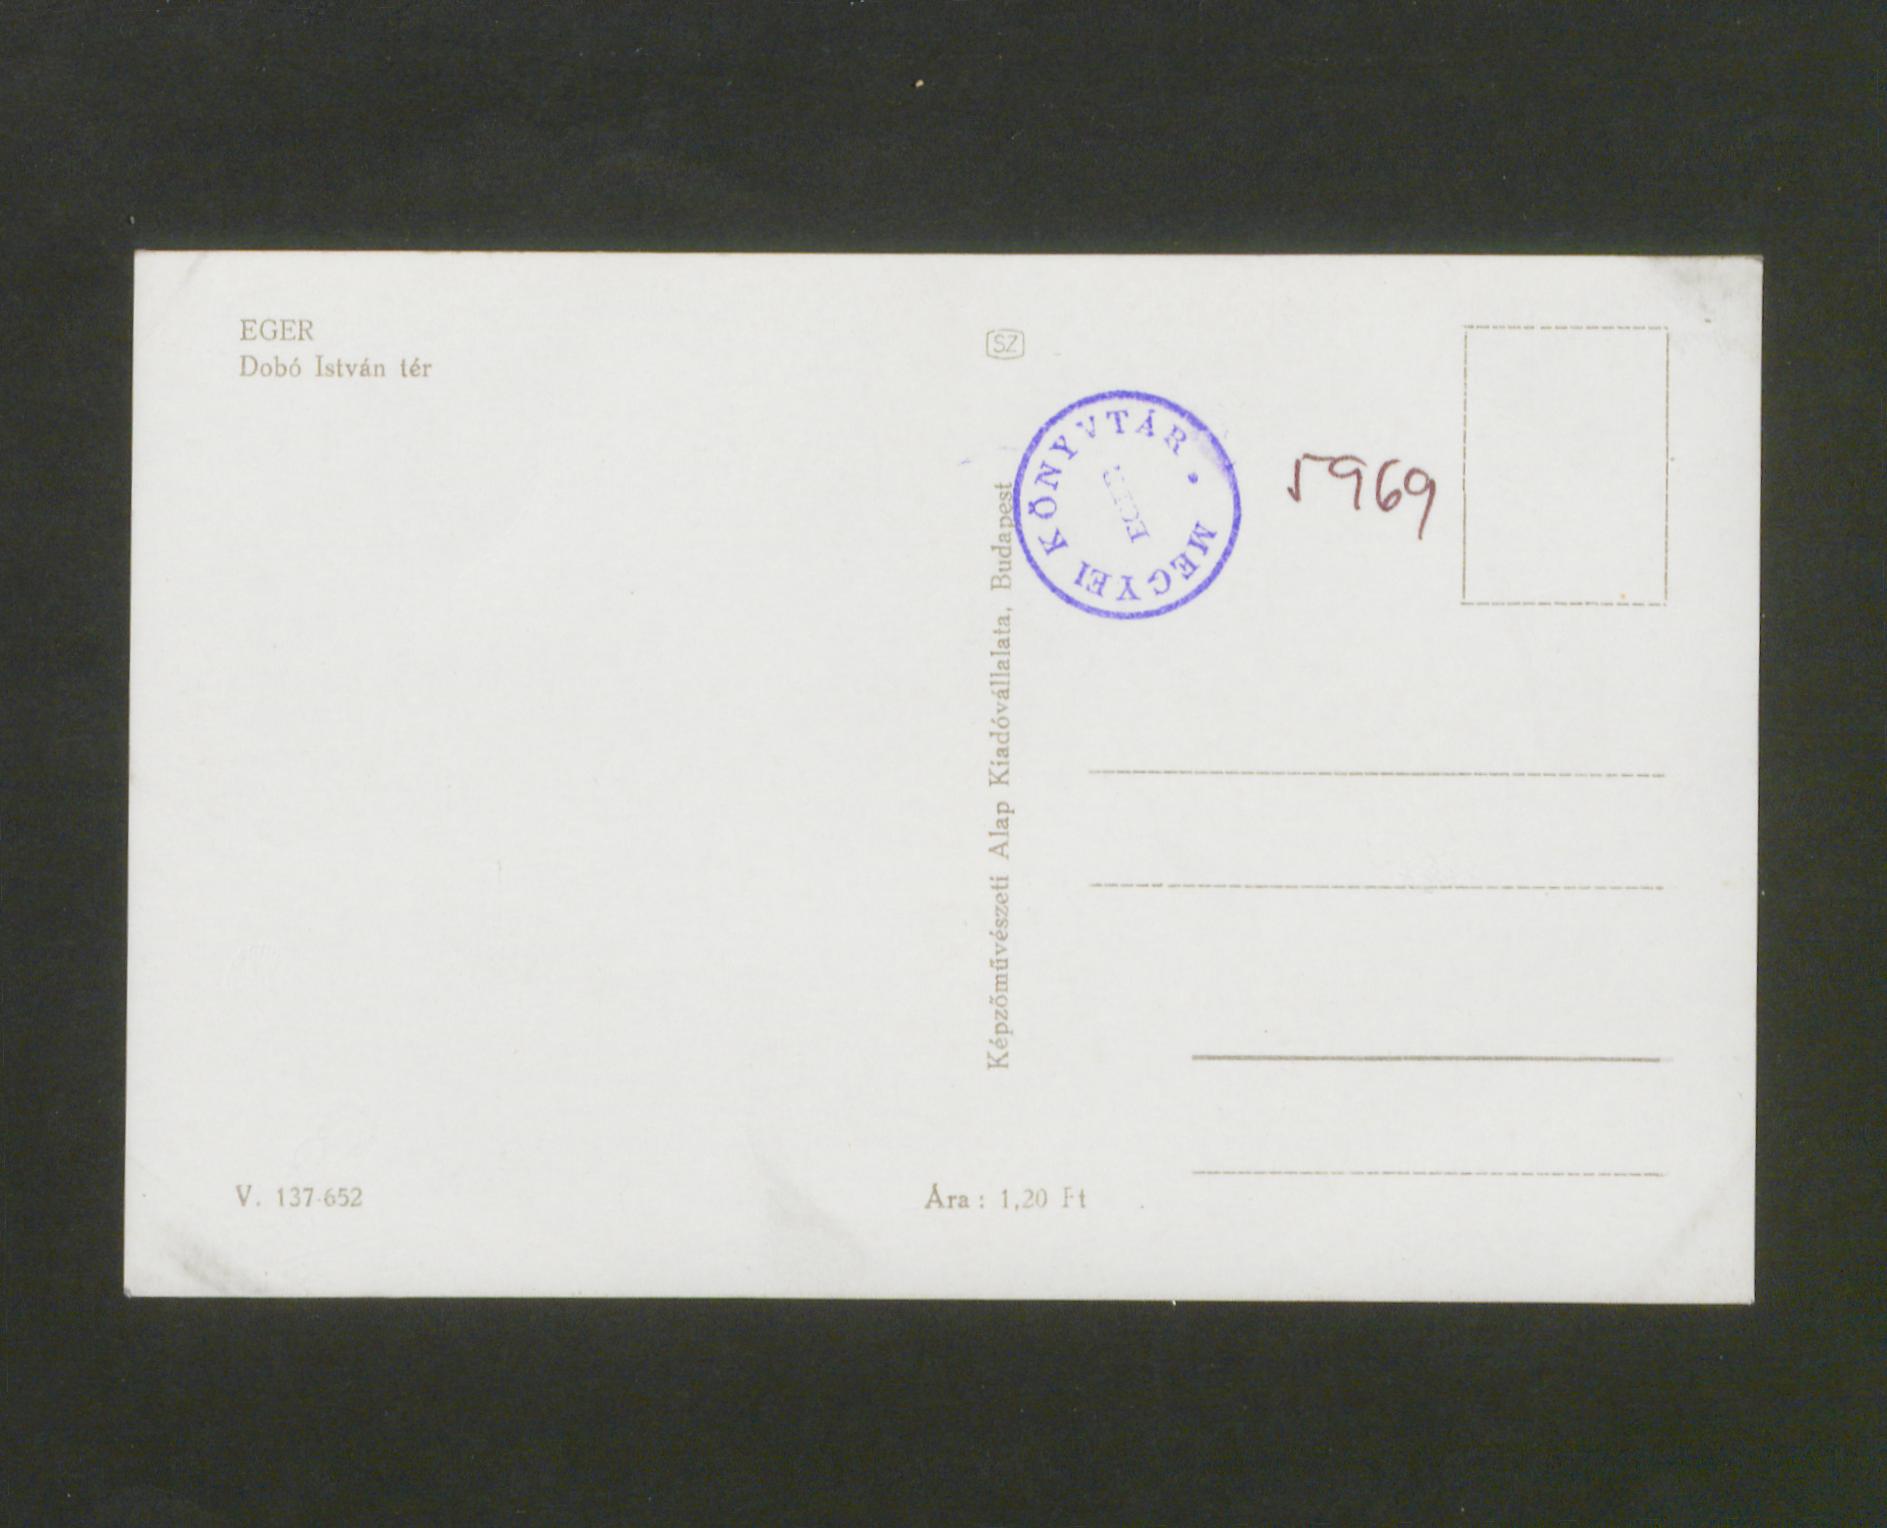 EGER
Dobó István tér
SZ
MEGYEI KÖNYVTÁR
EGER
5969
Képzőművészeti Alap Kiadóvállalata, Budapest
V. 137-652
Ára : 1,20 Ft